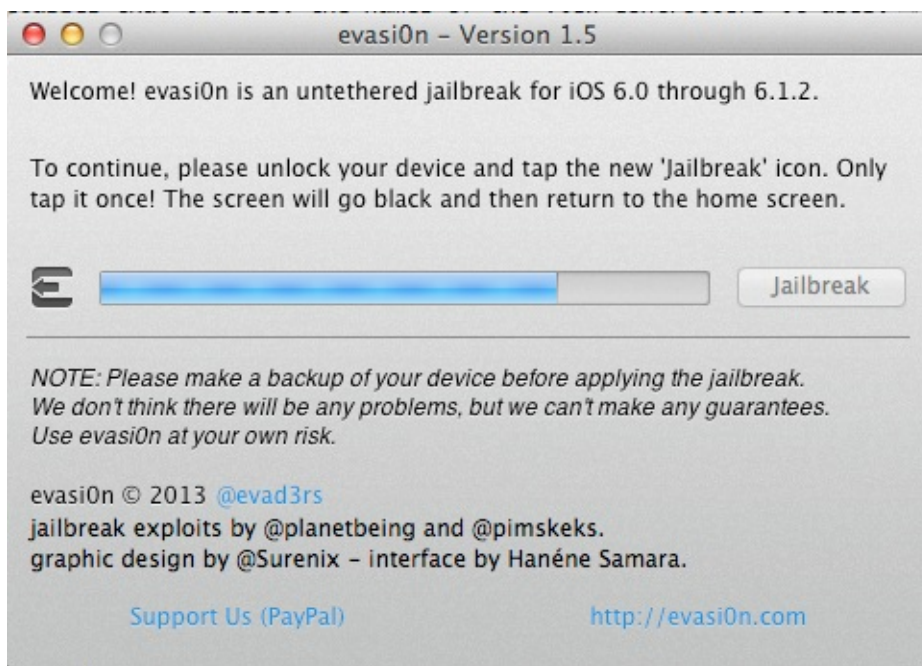 evasi0n – Version 1.5
Welcome! evasi0n is an untethered jailbreak for iOS 6.0 through 6.1.2.
To continue, please unlock your device and tap the new 'Jailbreak' icon. Only
tap it once! The screen will go black and then return to the home screen.
Jailbreak
NOTE: Please make a backup of your device before applying the jailbreak.
We don't think there will be any problems, but we can't make any guarantees.
Use evasi0n at your own risk.
evasi0n © 2013 @evad3rs
jailbreak exploits by @planetbeing and @pimskeks.
graphic design by @Surenix – interface by Hanéne Samara.
Support Us (PayPal)
http://evasi0n.com